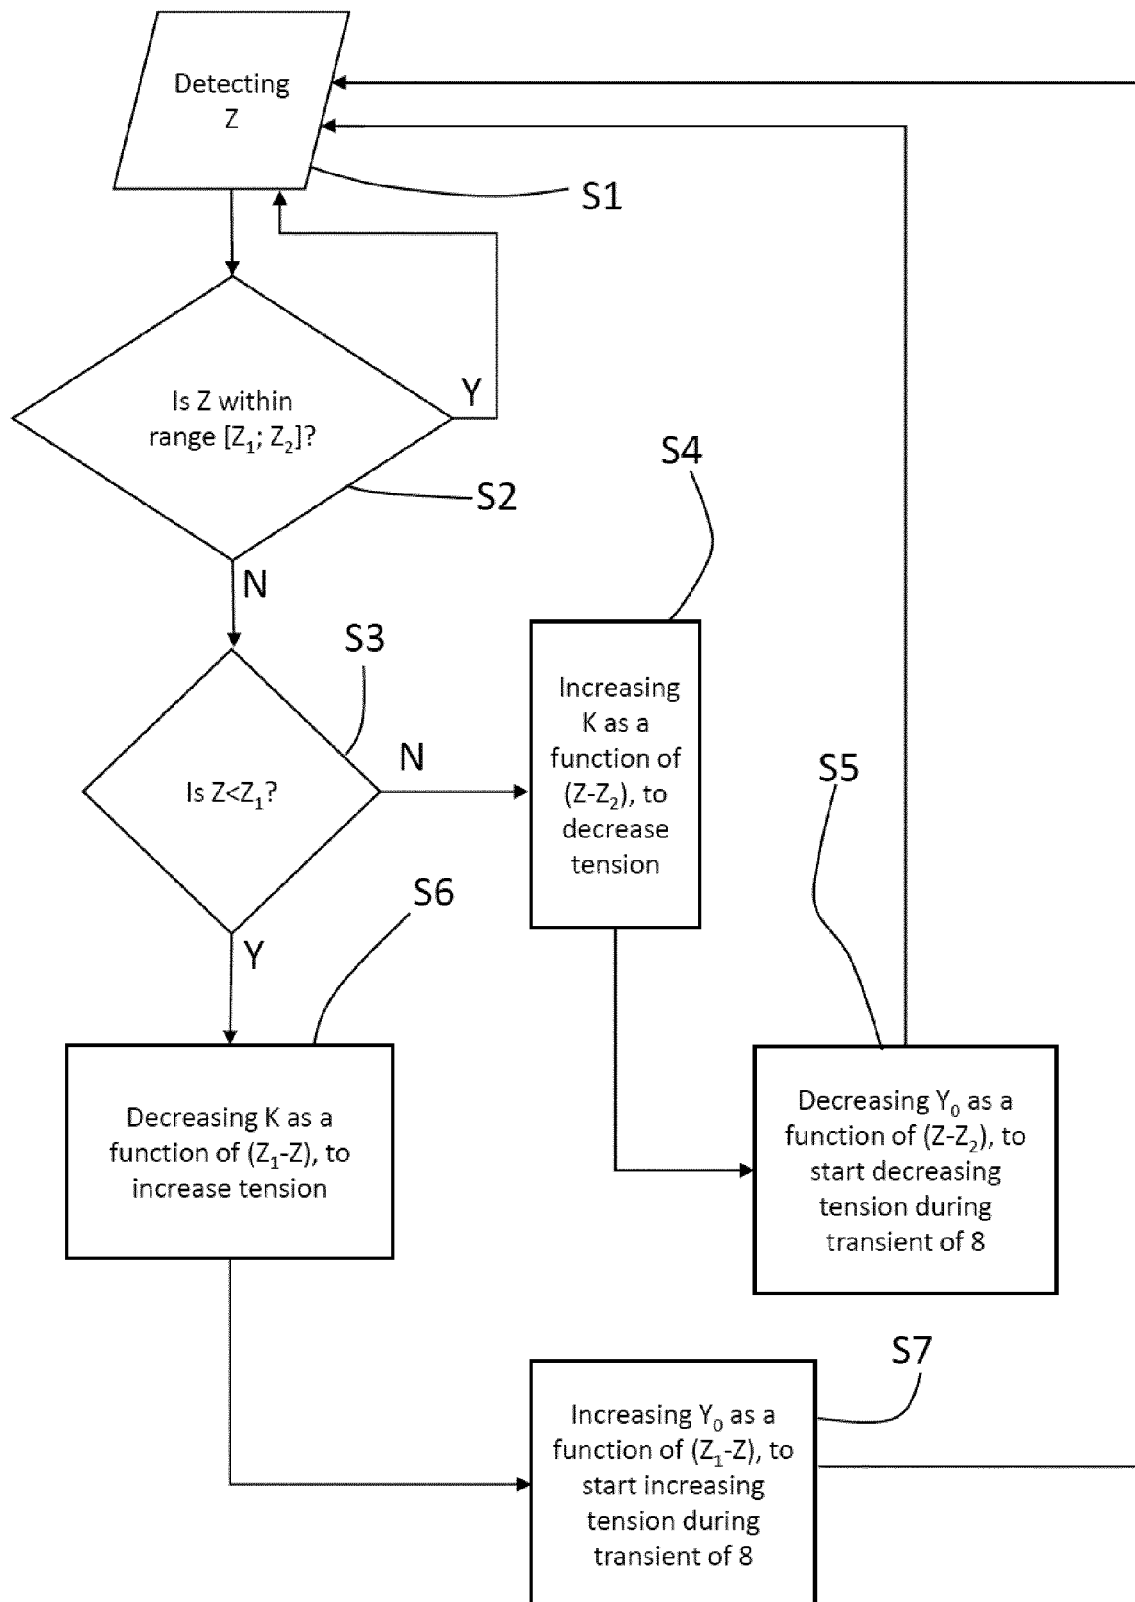 Detecting
Z
S1
Is Z within
range [Z₁; Z₂]?
Y
S2
N
S3
Is Z<Z₁?
N
S4
Increasing
K as a
function of
(Z-Z₂), to
decrease
tension
S5
Decreasing Y₀ as a
function of (Z-Z₂), to
start decreasing
tension during
transient of 8
Y
S6
Decreasing K as a
function of (Z₁-Z), to
increase tension
S7
Increasing Y₀ as a
function of (Z₁-Z), to
start increasing
tension during
transient of 8